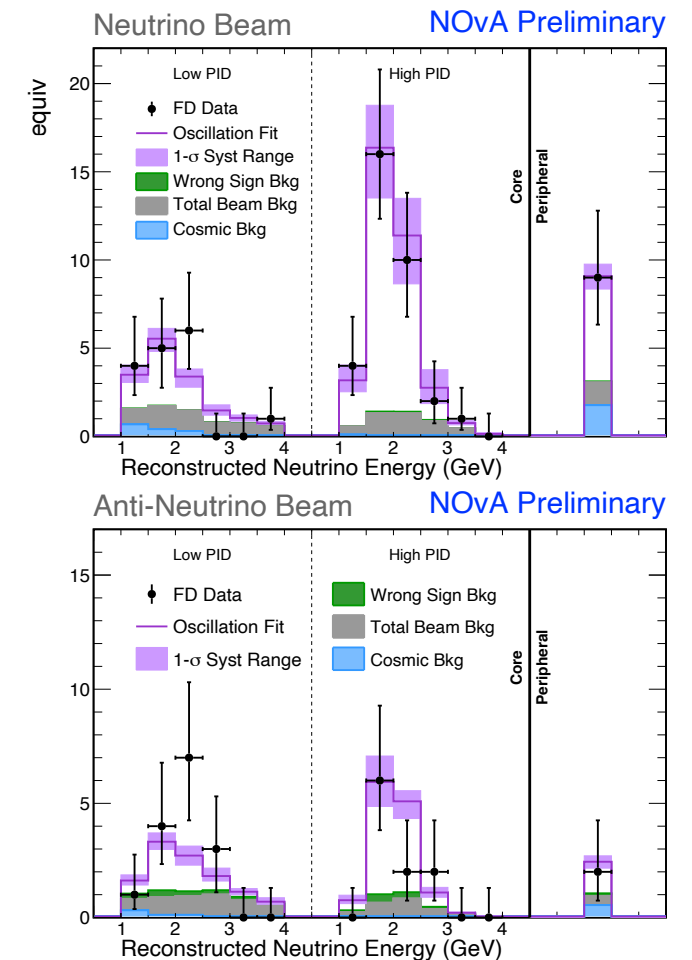 Neutrino Beam NOvA Preliminary
equiv
20
15
10
5
0
Low PID High PID
FD Data
Oscillation Fit
1-σ Syst Range
Wrong Sign Bkg
Total Beam Bkg
Cosmic Bkg
Core
Peripheral
1 2 3 4 1 2 3 4
Reconstructed Neutrino Energy (GeV)
Anti-Neutrino Beam NOvA Preliminary
15
10
5
0
Low PID High PID
FD Data
Oscillation Fit
1-σ Syst Range
Wrong Sign Bkg
Total Beam Bkg
Cosmic Bkg
Core
Peripheral
1 2 3 4 1 2 3 4
Reconstructed Neutrino Energy (GeV)